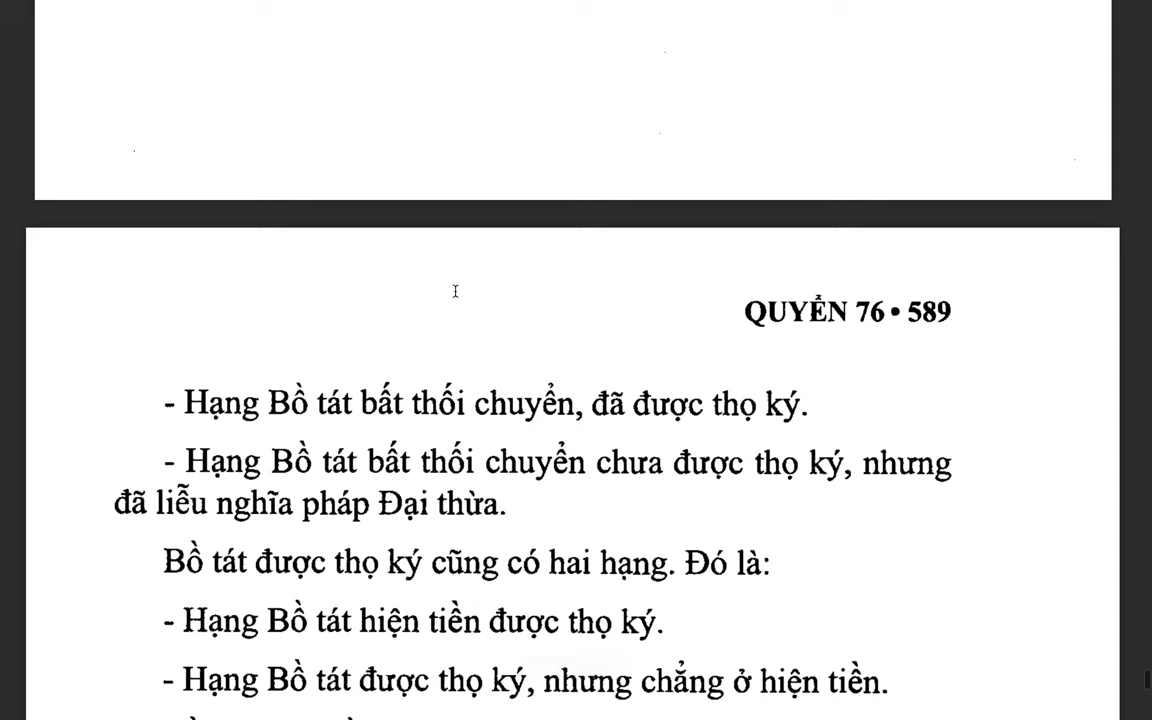 QUYỂN 76 • 589
- Hạng Bồ tát bất thối chuyển, đã được thọ ký.
- Hạng Bồ tát bất thối chuyển chưa được thọ ký, nhưng
đã liễu nghĩa pháp Đại thừa.
Bồ tát được thọ ký cũng có hai hạng. Đó là:
- Hạng Bồ tát hiện tiền được thọ ký.
- Hạng Bồ tát được thọ ký, nhưng chẳng ở hiện tiền.